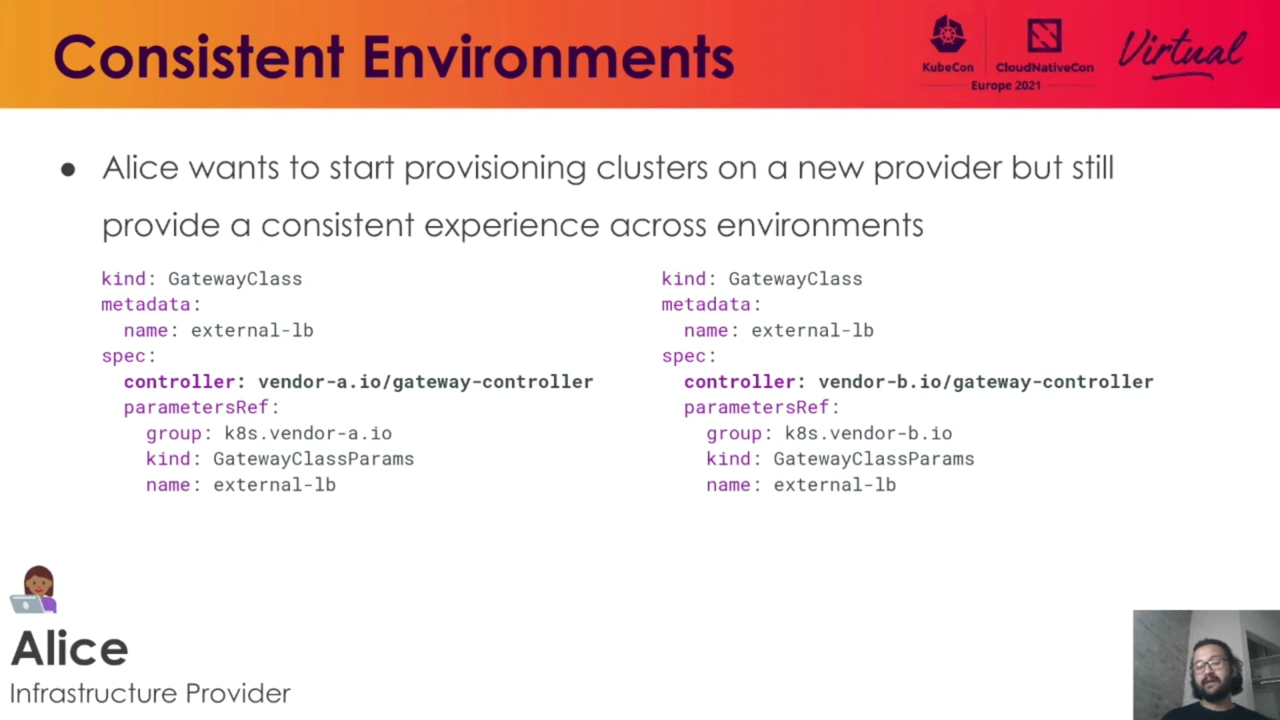 Consistent Environments
KubeCon
CloudNativeCon
Europe 2021
Virtual
● Alice wants to start provisioning clusters on a new provider but still
provide a consistent experience across environments
kind: GatewayClass
metadata:
  name: external-lb
spec:
  controller: vendor-a.io/gateway-controller
  parametersRef:
    group: k8s.vendor-a.io
    kind: GatewayClassParams
    name: external-lb
kind: GatewayClass
metadata:
  name: external-lb
spec:
  controller: vendor-b.io/gateway-controller
  parametersRef:
    group: k8s.vendor-b.io
    kind: GatewayClassParams
    name: external-lb
Alice
Infrastructure Provider